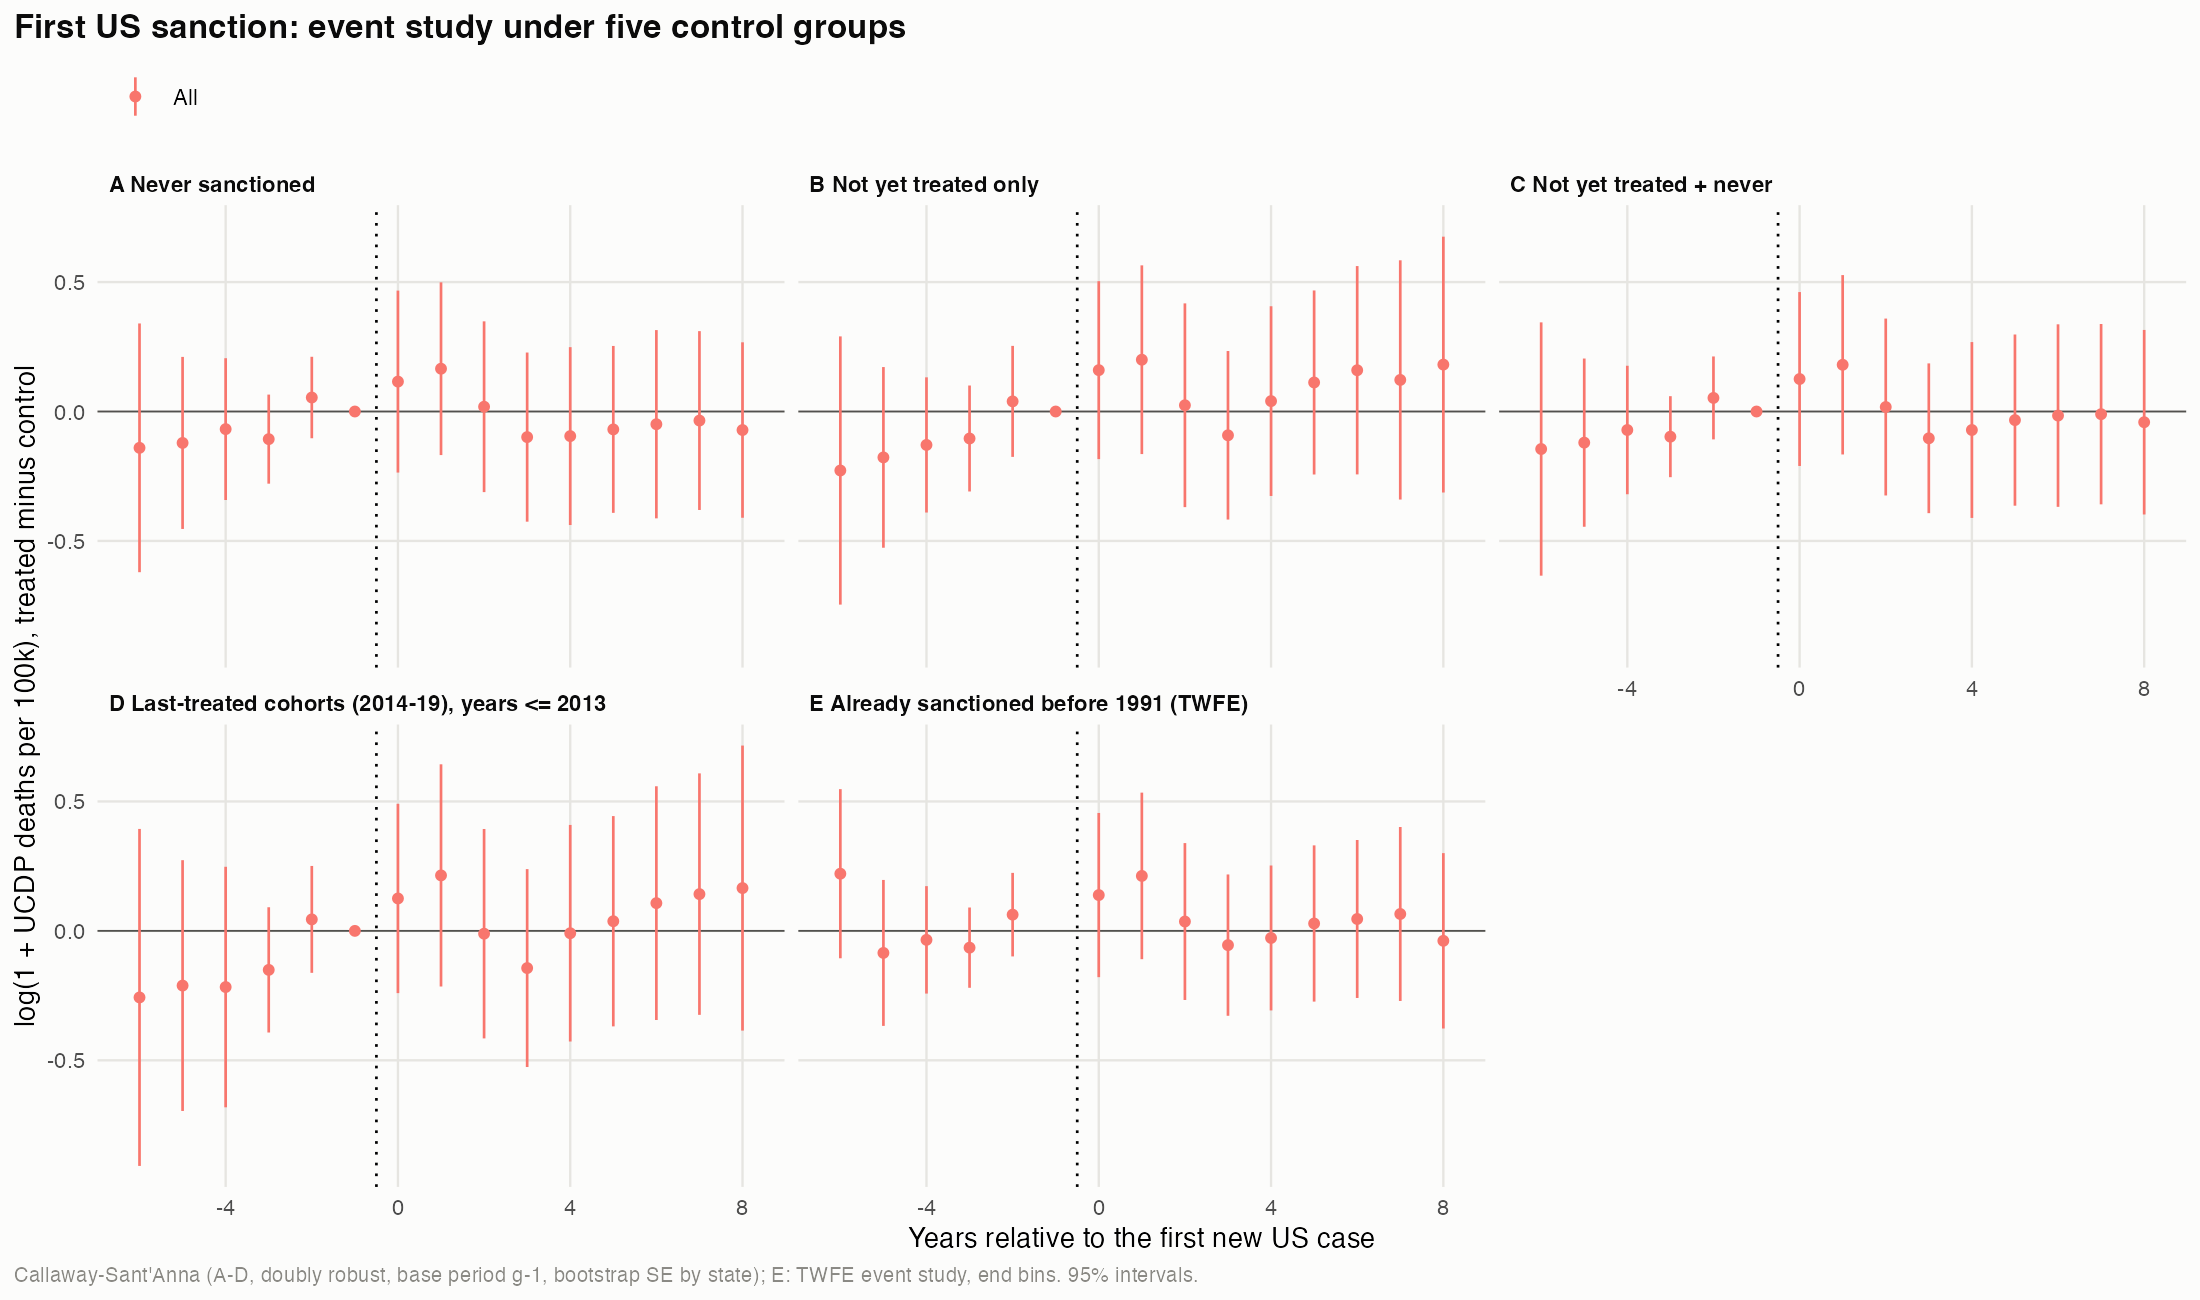 First US sanction: event study under five control groups
All
A Never sanctioned
B Not yet treated only
C Not yet treated + never
0.5
0.0
-0.5
-4
0
4
8
D Last-treated cohorts (2014-19), years <= 2013
E Already sanctioned before 1991 (TWFE)
0.5
0.0
-0.5
-4
0
4
8
-4
0
4
8
log(1 + UCDP deaths per 100k), treated minus control
Years relative to the first new US case
Callaway-Sant'Anna (A-D, doubly robust, base period g-1, bootstrap SE by state); E: TWFE event study, end bins. 95% intervals.